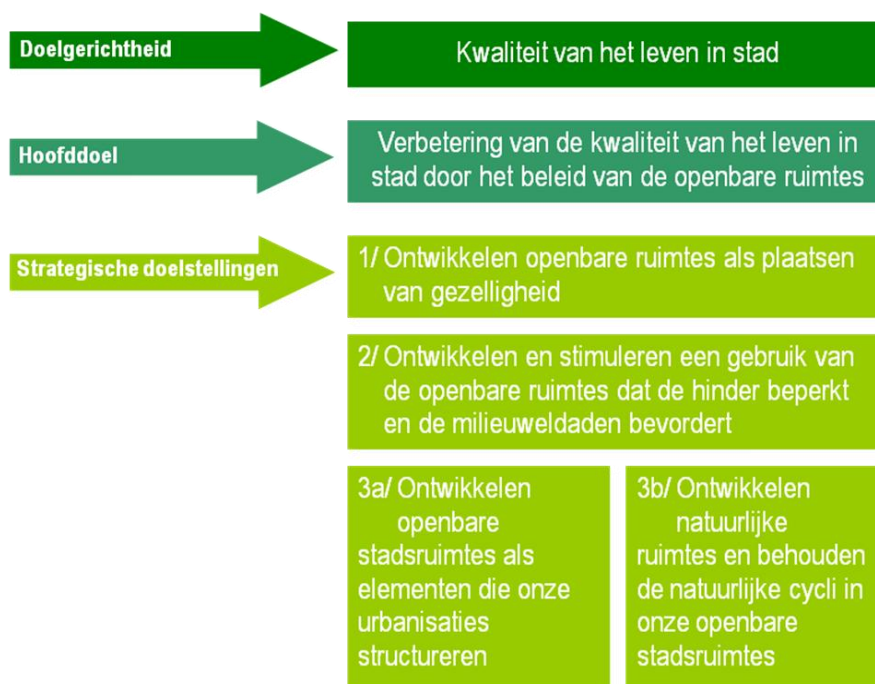 Doelgerichtheid
Kwaliteit van het leven in stad
Hoofddoel
Verbetering van de kwaliteit van het leven in
stad door het beleid van de openbare ruimtes
Strategische doelstellingen
1/ Ontwikkelen openbare ruimtes als plaatsen
van gezelligheid
2/ Ontwikkelen en stimuleren een gebruik van
de openbare ruimtes dat de hinder beperkt
en de milieuweldaden bevordert
3a/ Ontwikkelen
openbare
stadsruimtes als
elementen die onze
urbanisaties
structureren
3b/ Ontwikkelen
natuurlijke
ruimtes en behouden
de natuurlijke cycli in
onze openbare
stadsruimtes